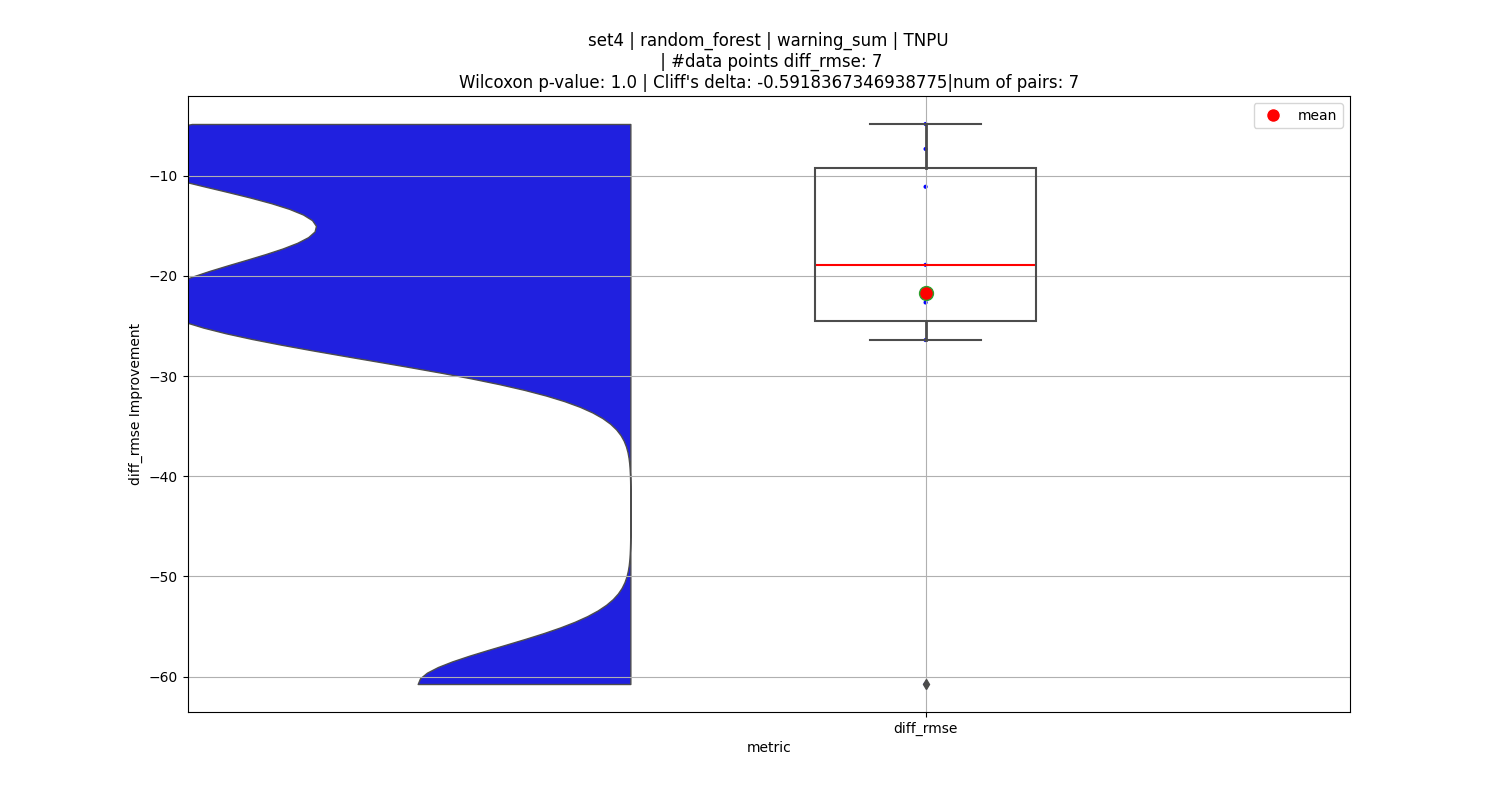 set4 | random_forest | warning_sum | TNPU
| #data points diff_rmse: 7
Wilcoxon p-value: 1.0 | Cliff's delta: -0.5918367346938775|num of pairs: 7
mean
−10
−20
−30
−40
−50
−60
diff_rmse Improvement
diff_rmse
metric